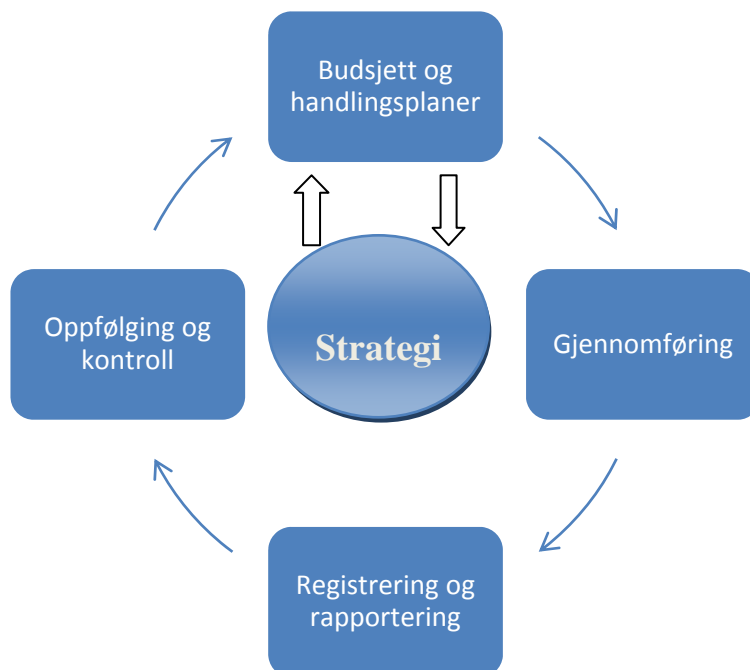 Budsjett og
handlingsplaner
Oppfølging og
kontroll
Strategi
Gjennomføring
Registrering og
rapportering